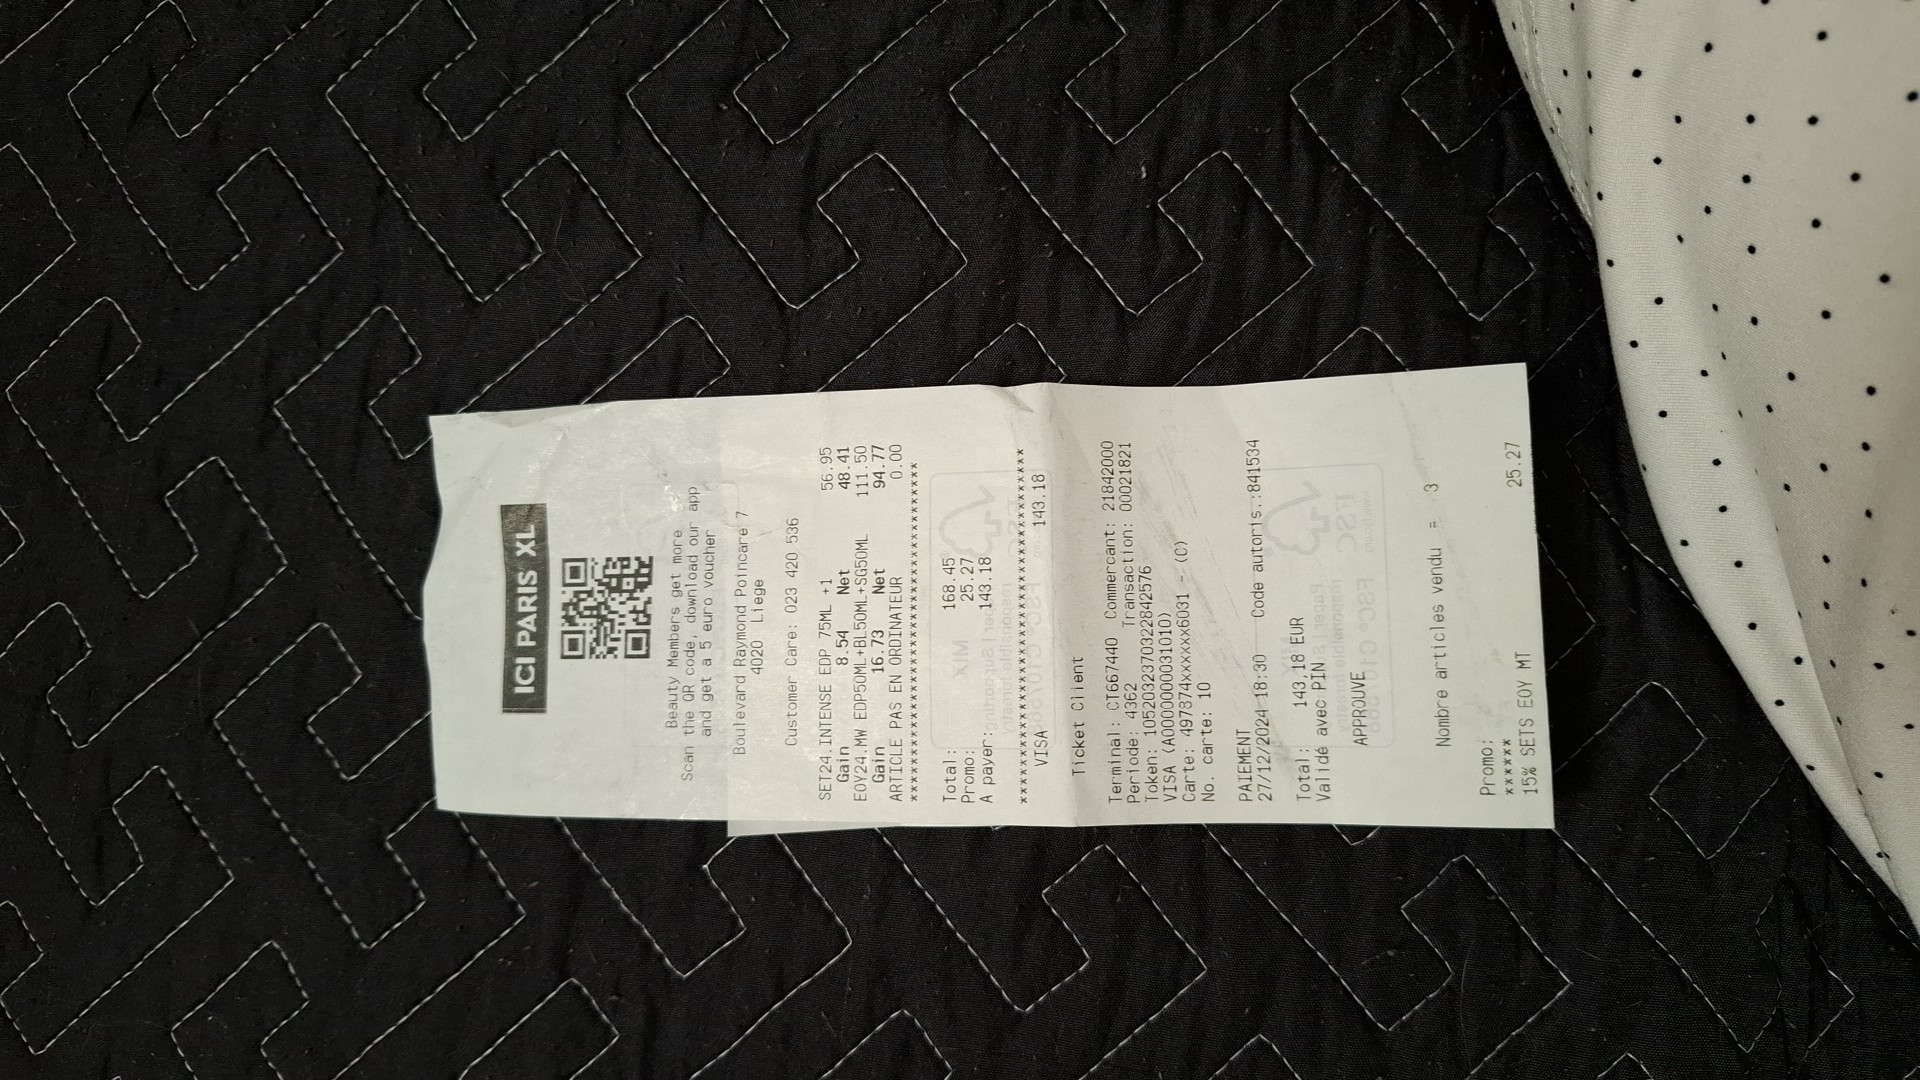 ICI PARIS XL
Beauty Members get more
Scan the QR code, download our app
and get a 5 euro voucher
Boulevard Raymond Poincare 7
4020 Liege
Customer Care: 023 420 536
SET24.INTENSE EDP 75ML +1 56.95
Gain 8.54 Net 48.41
EOY24.MW EDP50ML+BL50ML+SG50ML 111.50
Gain 16.73 Net 94.77
ARTICLE PAS EN ORDINATEUR 0.00
Total: 168.45
Promo: 25.27
A payer: 143.18
VISA 143.18
Ticket Client
Terminal: CT667440 Commercant: 21842000
Periode: 4362 Transaction: 00021821
Token: 1052032370322842576
VISA (A0000000031010)
Carte: 497874xxxxxxx6031 - (C)
No. carte: 10
PAIEMENT
27/12/2024 18:30 Code autoris.:841534
Total: 143,18 EUR
Validé avec PIN
APPROUVE
Nombre articles vendu = 3
Promo:
******
15% SETS EOY MT 25.27